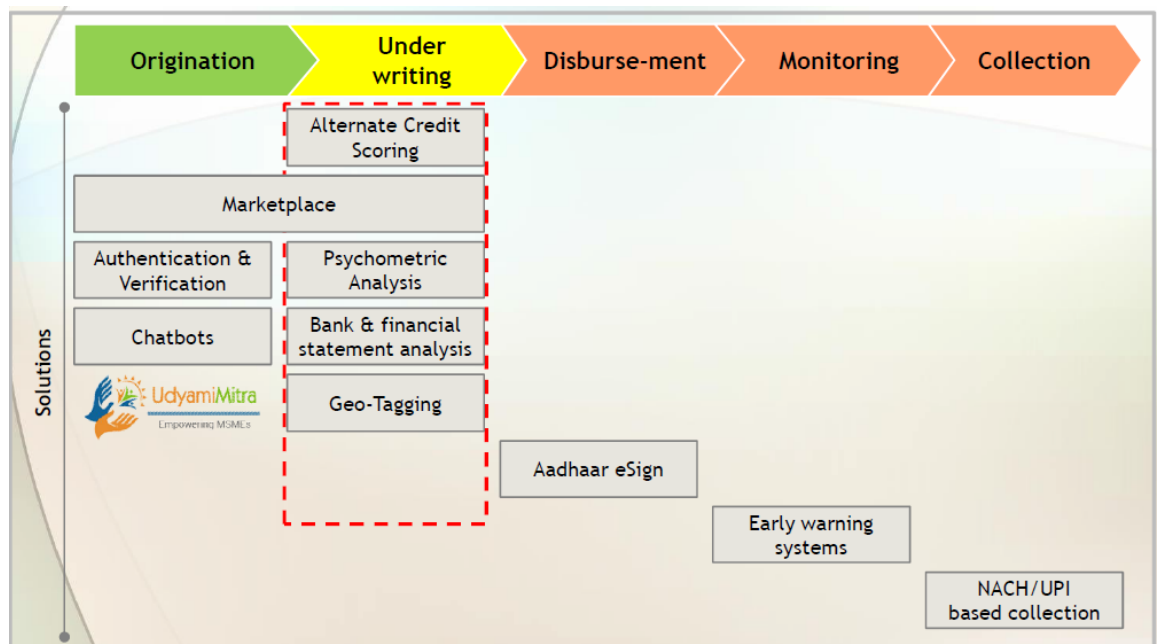 Origination
Under
writing
Disburse-ment
Monitoring
Collection
Solutions
Alternate Credit
Scoring
Marketplace
Authentication &
Verification
Psychometric
Analysis
Chatbots
Bank & financial
statement analysis
UdyamiMitra
Empowering MSMEs
Geo-Tagging
Aadhaar eSign
Early warning
systems
NACH/UPI
based collection